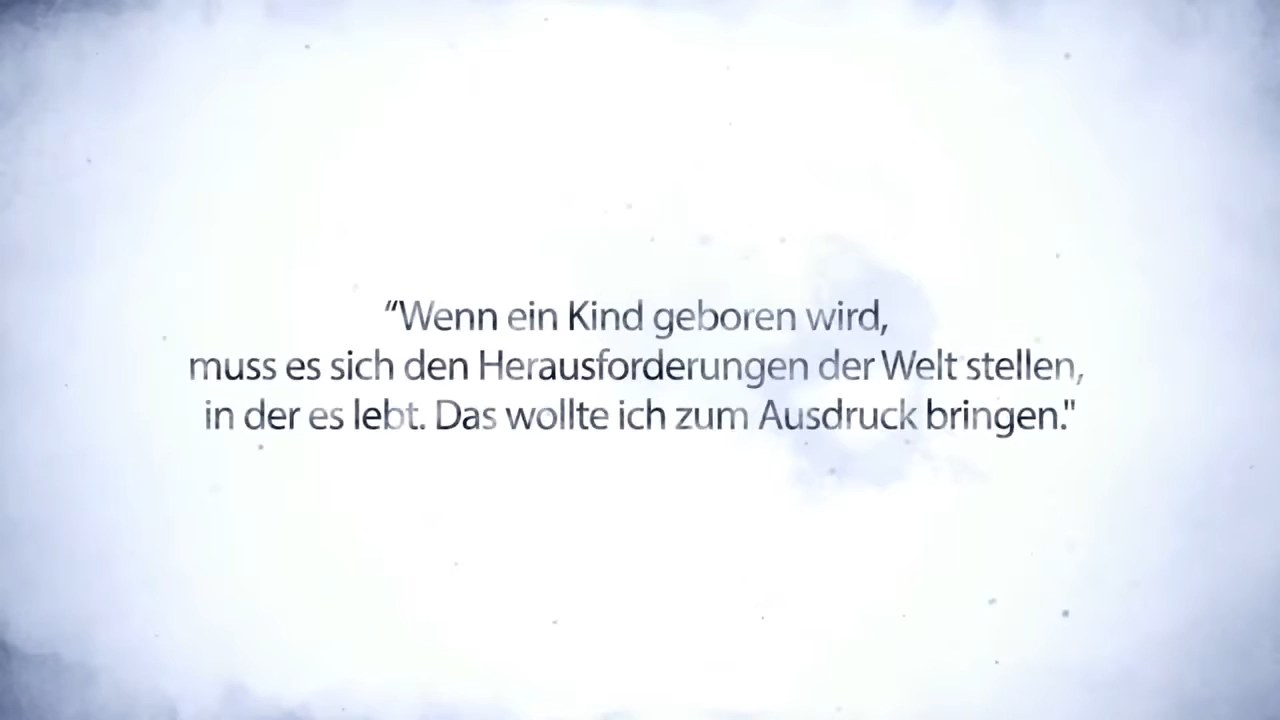 “Wenn ein Kind geboren wird,
muss es sich den Herausforderungen der Welt stellen,
in der es lebt. Das wollte ich zum Ausdruck bringen."